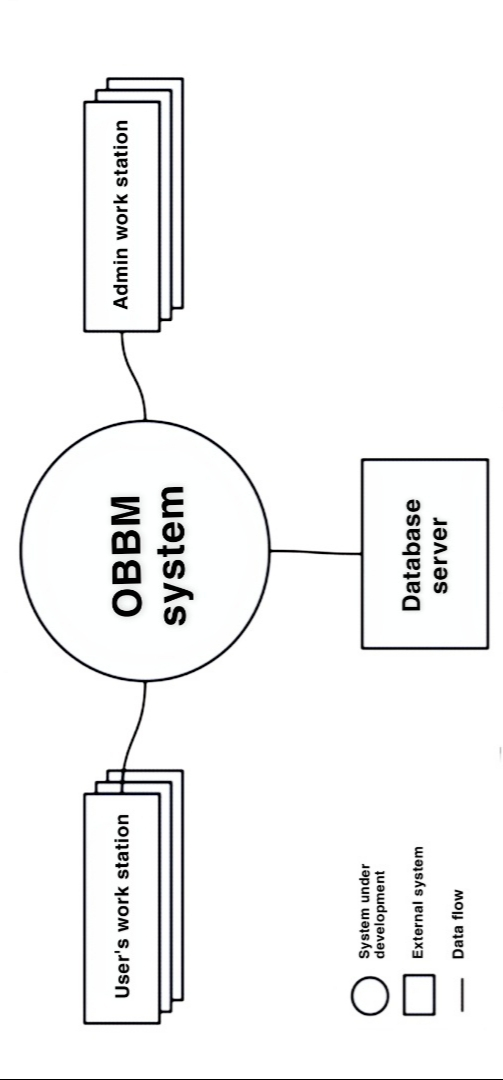 User's work station
OBBM
system
Admin work station
Database
server
System under
development
External system
Data flow